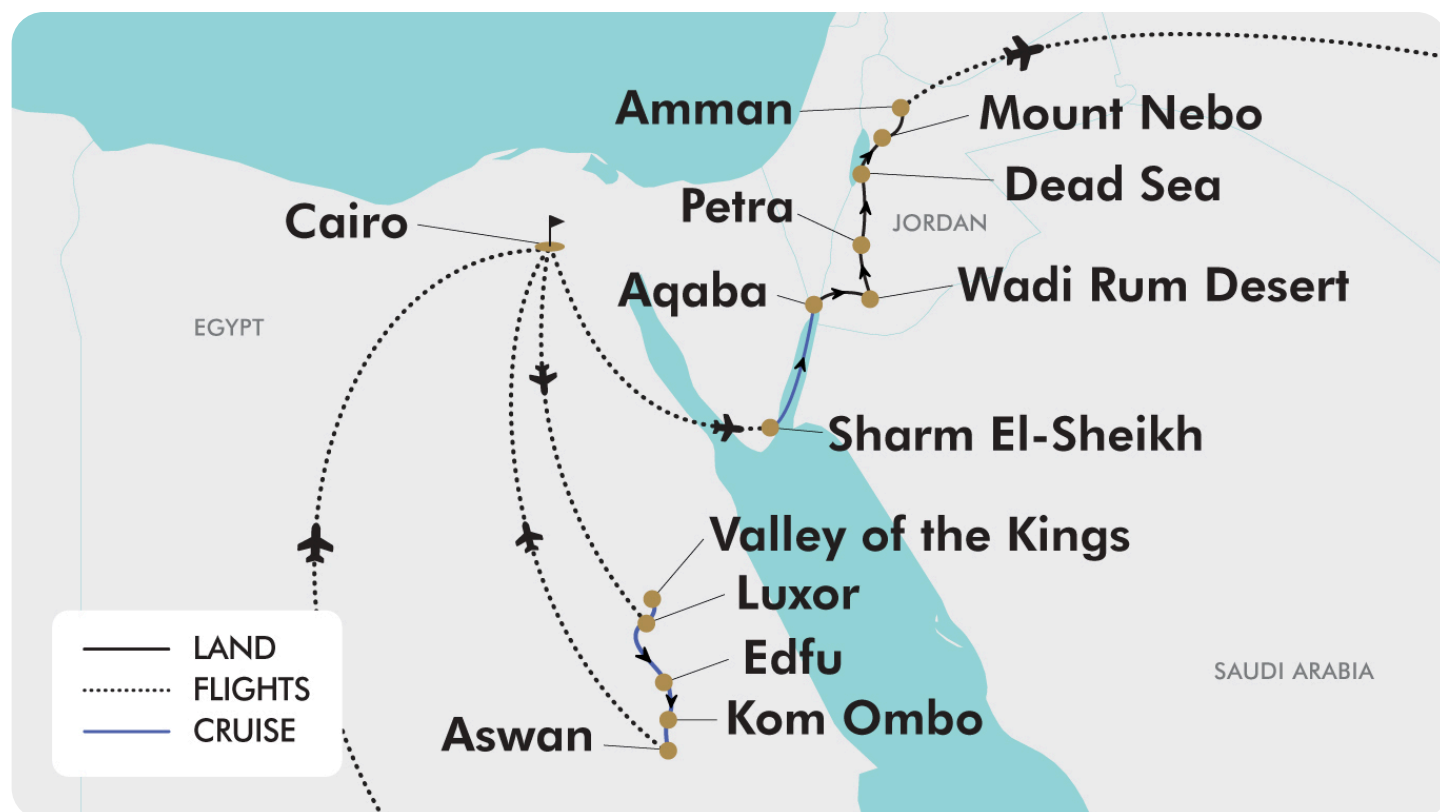 Amman
Mount Nebo
Dead Sea
Petra
JORDAN
Cairo
Aqaba
Wadi Rum Desert
EGYPT
Sharm El-Sheikh
Valley of the Kings
Luxor
Edfu
SAUDI ARABIA
Kom Ombo
Aswan
LAND
FLIGHTS
CRUISE